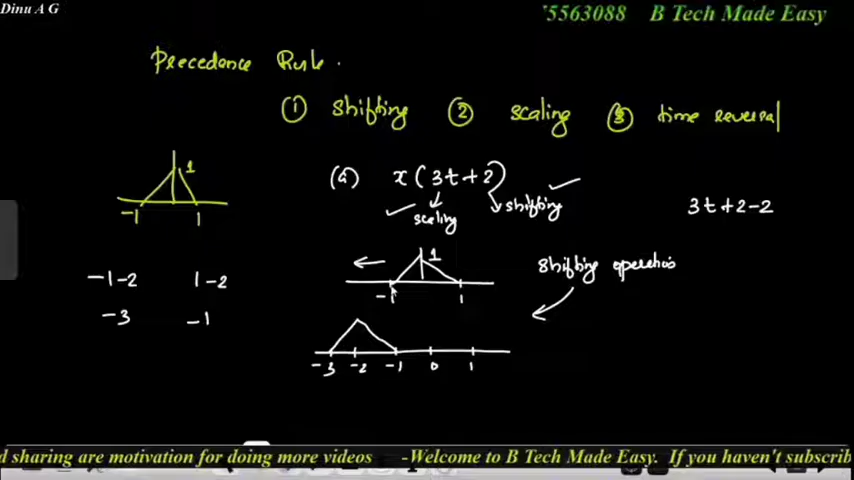 Dinu A G
75563088 B Tech Made Easy
Precedence Rule.
① shifting ② scaling ③ time reversal
1
-1 1
(a) x(3t+2)
scaling shifting
3t+2-2
-1-2 1-2
-3 -1
1
-1 1
shifting operation
-3 -2 -1 0 1
d sharing are motivation for doing more videos -Welcome to B Tech Made Easy. If you haven't subscrib